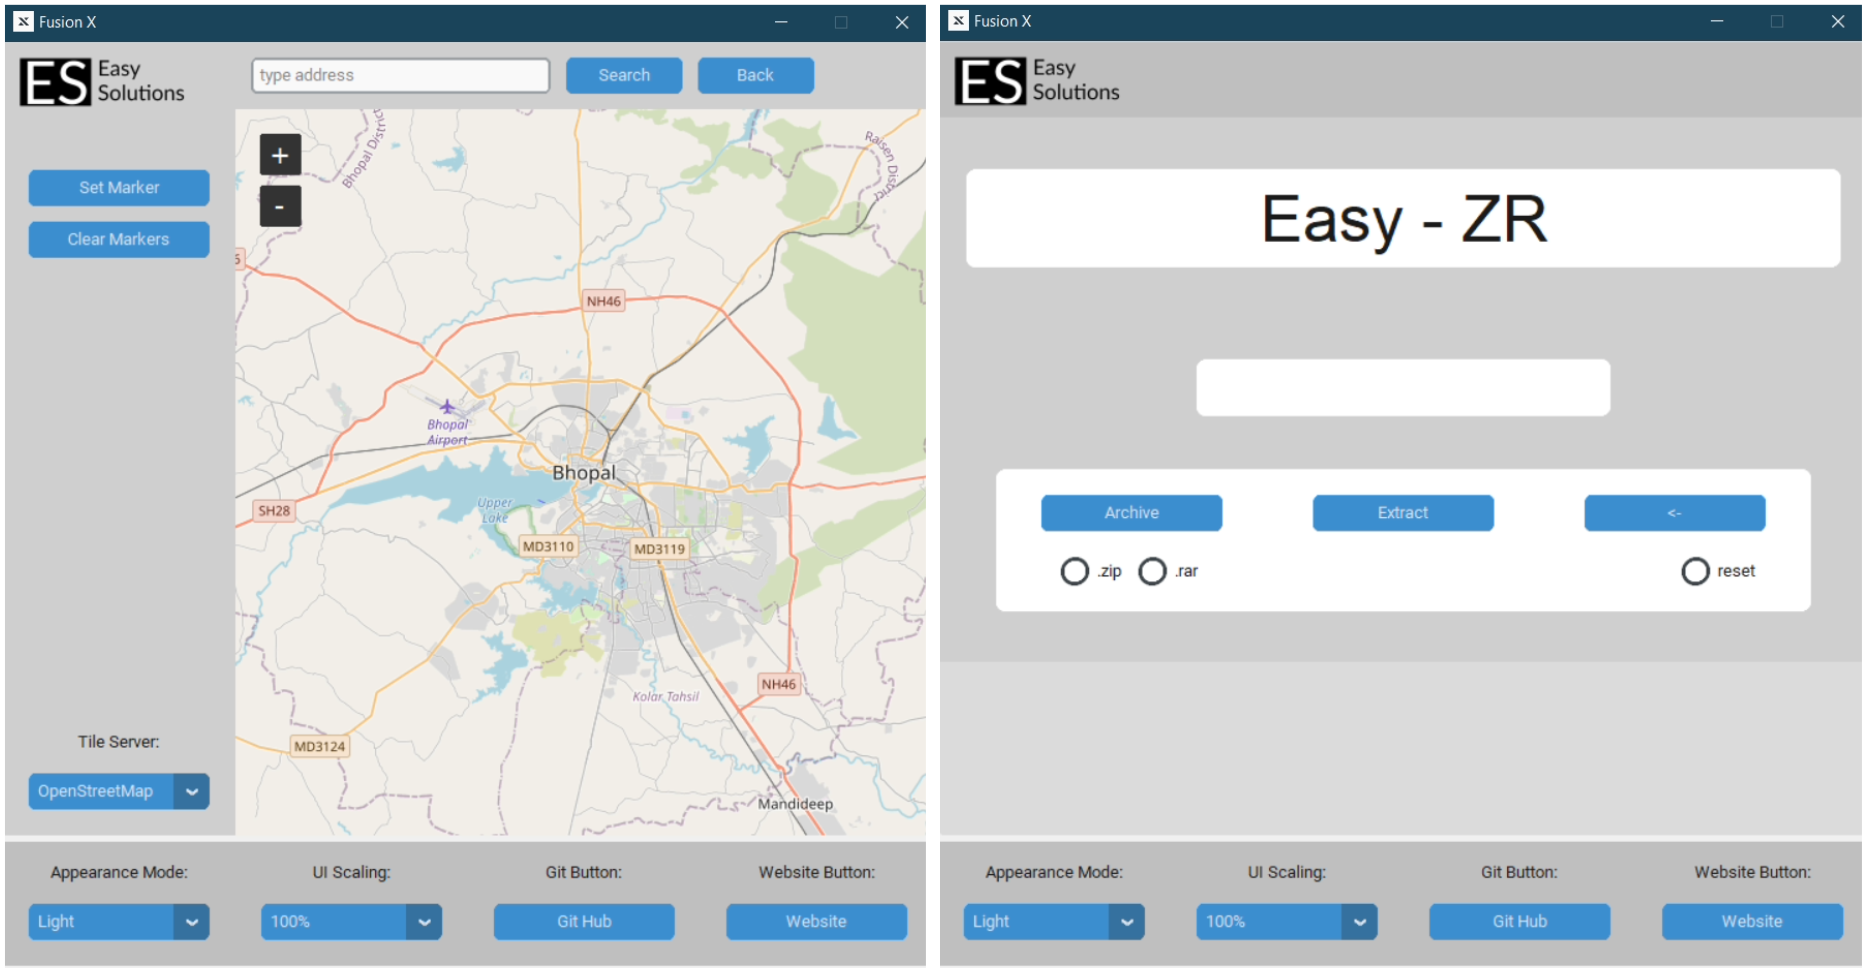 Fusion X
ES Easy
Solutions
type address
Search
Back
+
-
Set Marker
Clear Markers
Bhopal District
Raisen District
5
NH46
Bhopal
Airport
Bhopal
Upper
Lake
SH28
MD3110
MD3119
Kolar Tahsil
NH46
MD3124
Mandideep
Tile Server:
OpenStreetMap
Appearance Mode:
UI Scaling:
Git Button:
Website Button:
Light
100%
Git Hub
Website
Fusion X
ES Easy
Solutions
Easy - ZR
Archive
Extract
<-
.zip
.rar
reset
Appearance Mode:
UI Scaling:
Git Button:
Website Button:
Light
100%
Git Hub
Website